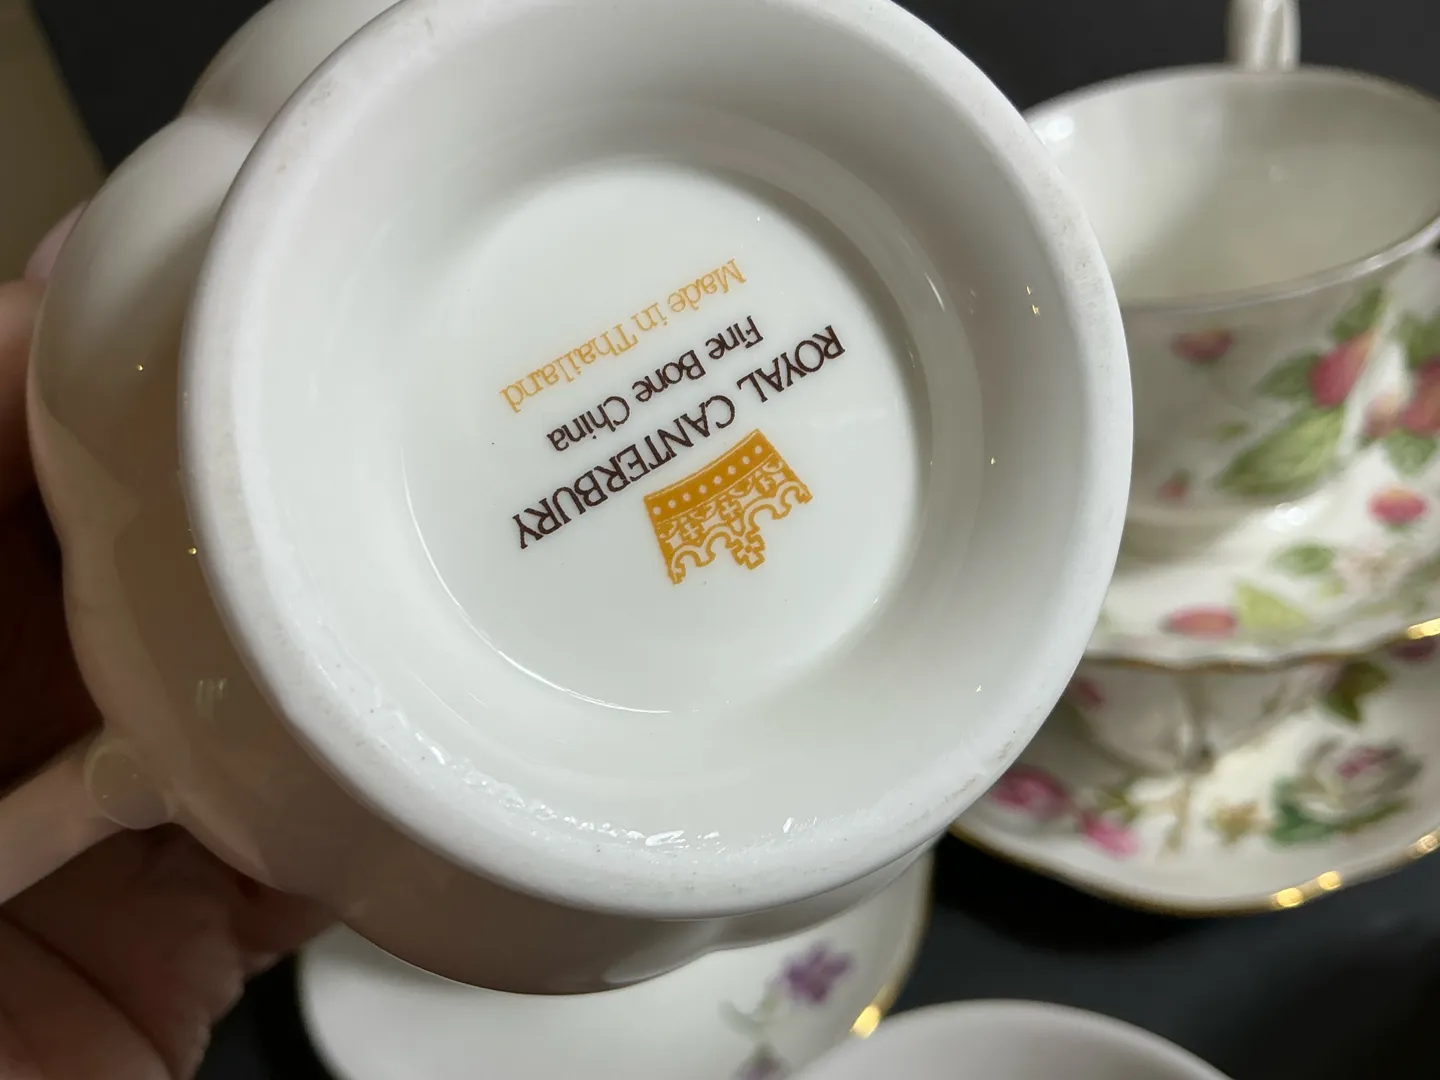 ROYAL CANTERBURY
Fine Bone China
Made in Thailand